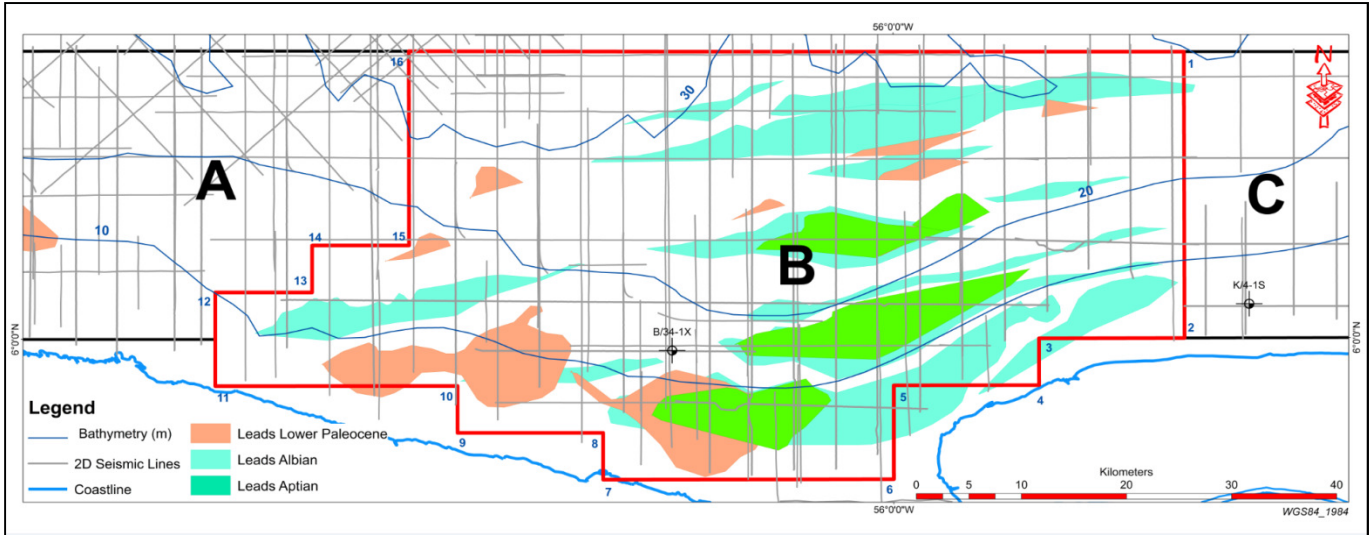 56°0'0"W
N
16
1
30
A
C
20
10
14
15
B
13
12
K/4-1S
B/34-1X
2
3
6°0'0"N
6°0'0"N
11
10
5
4
Legend
Bathymetry (m)
2D Seismic Lines
Coastline
Leads Lower Paleocene
Leads Albian
Leads Aptian
9
8
7
6
Kilometers
0 5 10 20 30 40
56°0'0"W
WGS84_1984